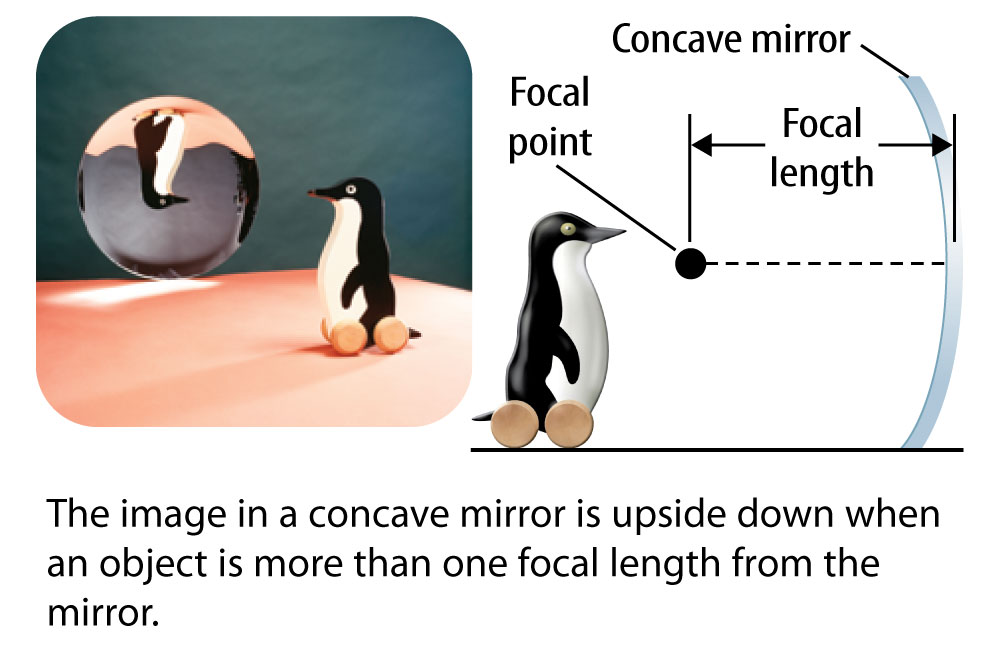 Concave mirror
Focal
point
Focal
length
The image in a concave mirror is upside down when
an object is more than one focal length from the
mirror.